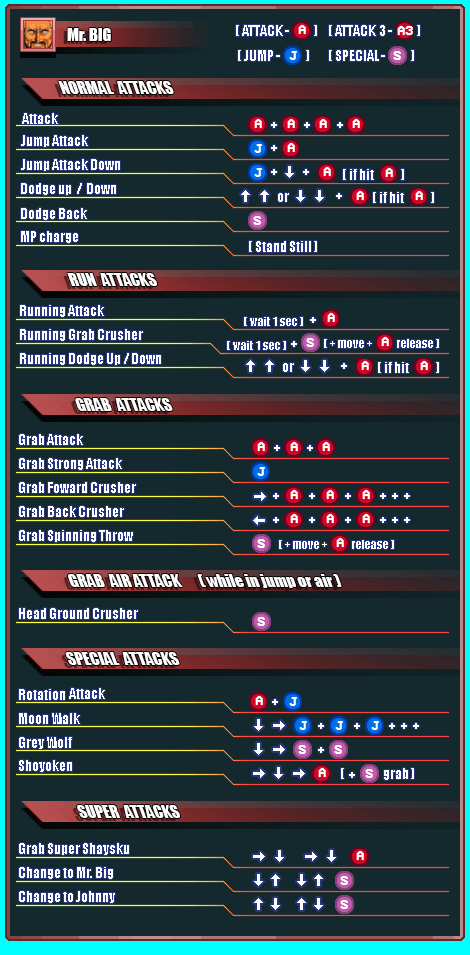 Mr. BIG
[ ATTACK - A ] [ ATTACK 3 - A3 ]
[ JUMP - J ] [ SPECIAL - S ]
NORMAL ATTACKS
Attack A + A + A + A
Jump Attack J + A
Jump Attack Down J + ↓ + A [ if hit A ]
Dodge up / Down ↑ ↑ or ↓ ↓ + A [ if hit A ]
Dodge Back S
MP charge [ Stand Still ]
RUN ATTACKS
Running Attack [ wait 1 sec ] + A
Running Grab Crusher [ wait 1 sec ] + S [ + move + A release ]
Running Dodge Up / Down ↑ ↑ or ↓ ↓ + A [ if hit A ]
GRAB ATTACKS
Grab Attack A + A + A
Grab Strong Attack J
Grab Foward Crusher → + A + A + A + + +
Grab Back Crusher ← + A + A + A + + +
Grab Spinning Throw S [ + move + A release ]
GRAB AIR ATTACK ( while in jump or air )
Head Ground Crusher S
SPECIAL ATTACKS
Rotation Attack A + J
Moon Walk ↓ → J + J + J + + +
Grey Wolf ↓ → S + S
Shoyoken → ↓ → A [ + S grab ]
SUPER ATTACKS
Grab Super Shaysku → ↓ → ↓ A
Change to Mr. Big ↓ ↑ ↓ ↑ S
Change to Johnny ↑ ↓ ↑ ↓ S